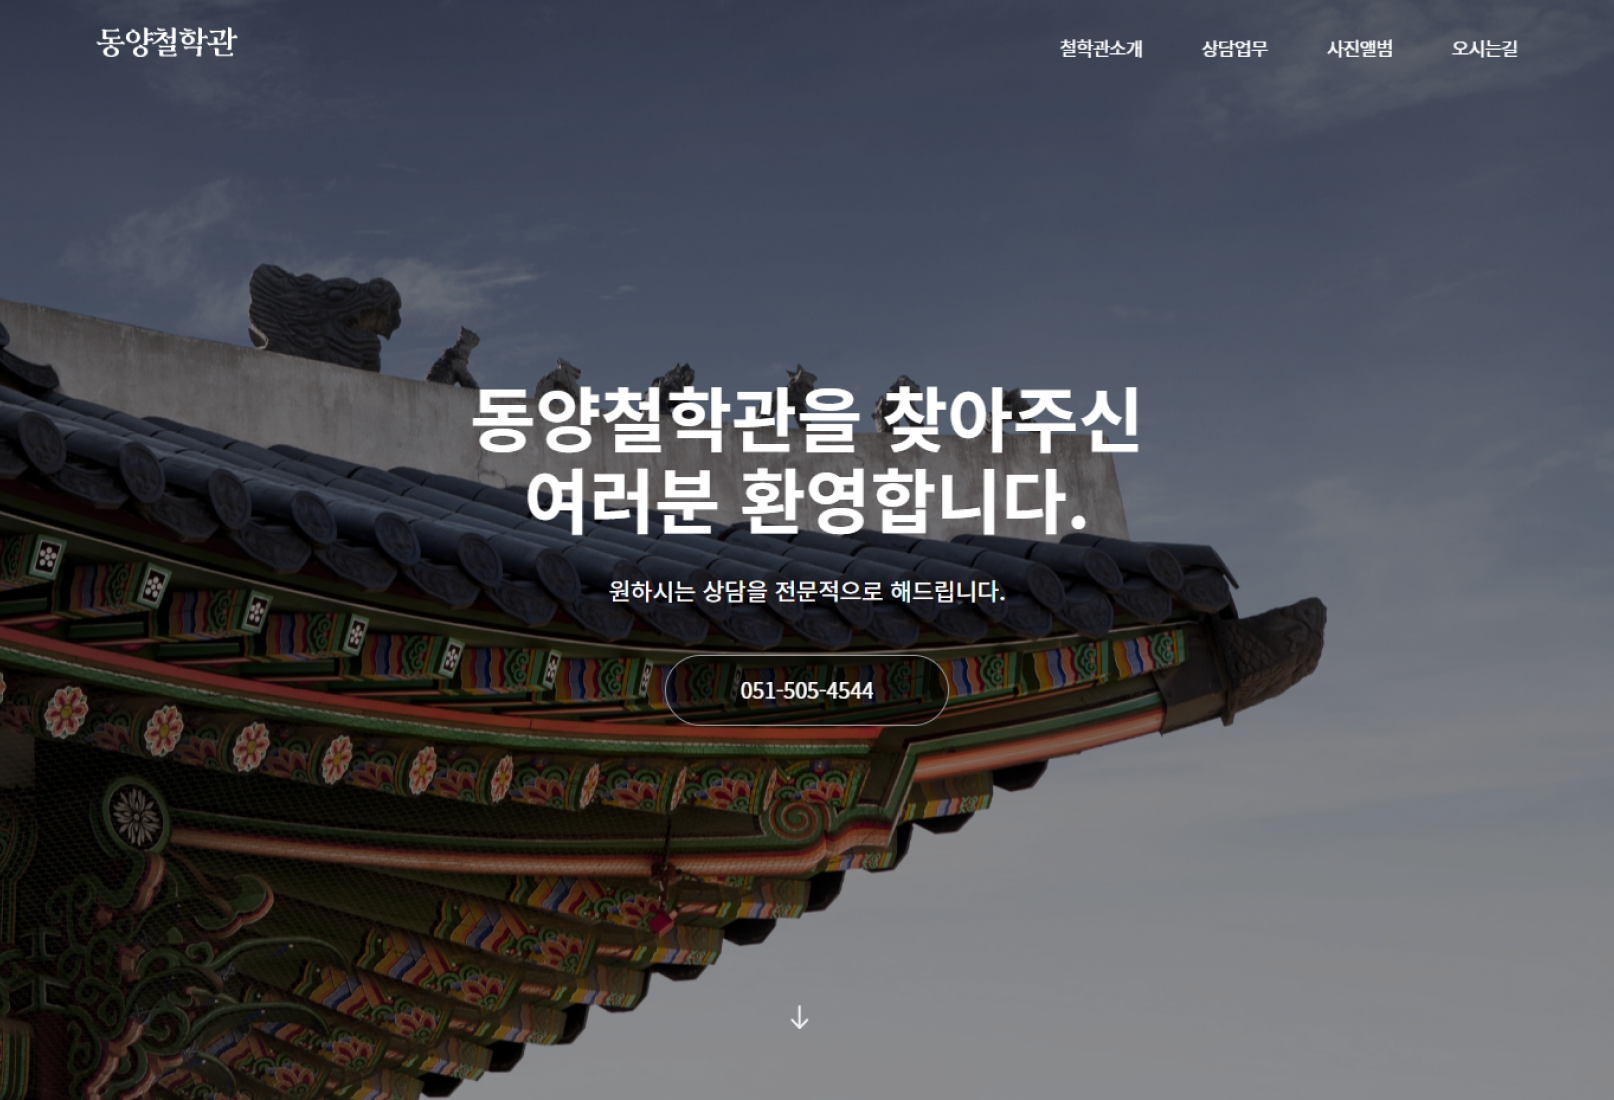 동양철학관
철학관소개
상담업무
사진앨범
오시는길
동양철학관을 찾아주신
여러분 환영합니다.
원하시는 상담을 전문적으로 해드립니다.
051-505-4544